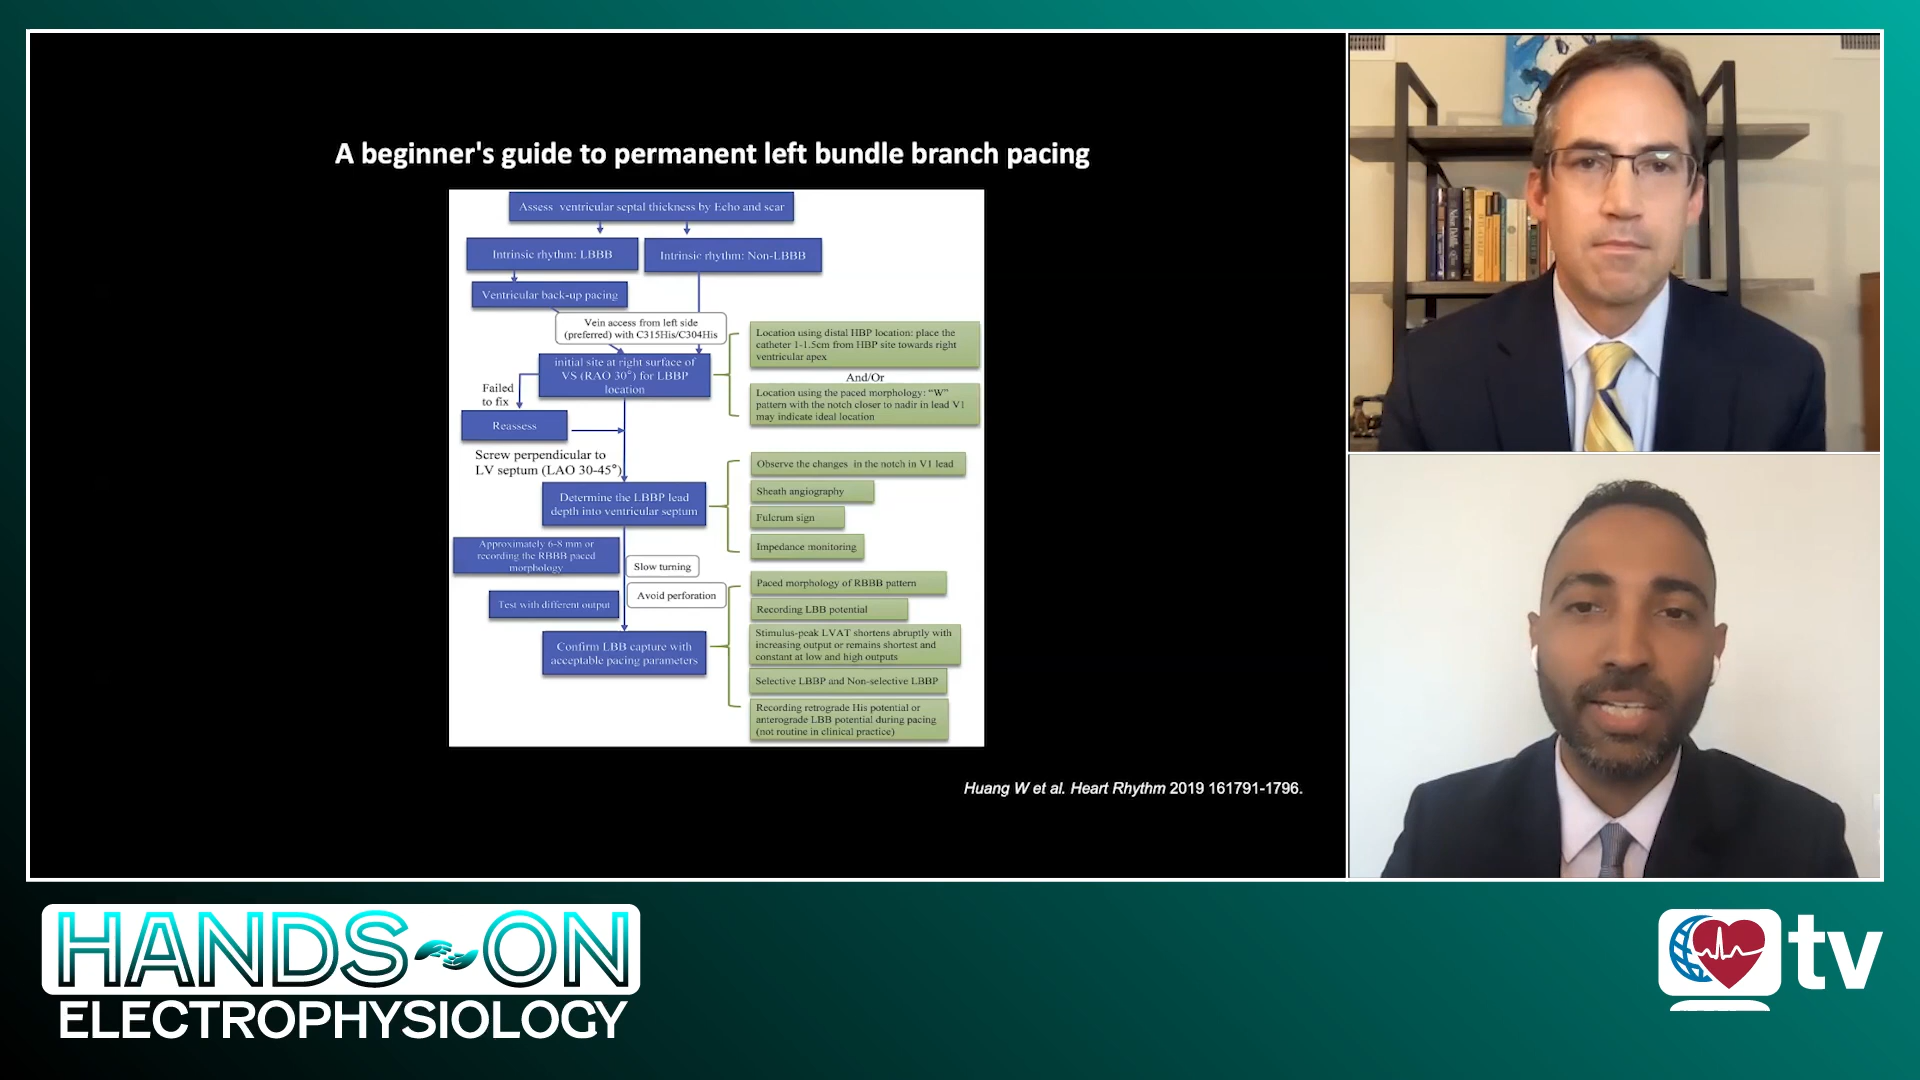 A beginner's guide to permanent left bundle branch pacing
Assess ventricular septal thickness by Echo and scar
Intrinsic rhythm: LBBB
Intrinsic rhythm: Non-LBBB
Ventricular back-up pacing
Vein access from left side
(preferred) with C315His/C304His
initial site at right surface of
VS (RAO 30°) for LBBP
location
Location using distal HBP location: place the
catheter 1-1.5cm from HBP site towards right
ventricular apex
And/Or
Location using the paced morphology: "W"
pattern with the notch closer to nadir in lead V1
may indicate ideal location
Failed
to fix
Reassess
Screw perpendicular to
LV septum (LAO 30-45°)
Determine the LBBP lead
depth into ventricular septum
Observe the changes in the notch in V1 lead
Sheath angiography
Fulcrum sign
Impedance monitoring
Approximately 6-8 mm or
recording the RBBB paced
morphology
Slow turning
Avoid perforation
Test with different output
Confirm LBB capture with
acceptable pacing parameters
Paced morphology of RBBB pattern
Recording LBB potential
Stimulus-peak LVAT shortens abruptly with
increasing output or remains shortest and
constant at low and high outputs
Selective LBBP and Non-selective LBBP
Recording retrograde His potential or
anterograde LBB potential during pacing
(not routine in clinical practice)
Huang W et al. Heart Rhythm 2019 161791-1796.
HANDS-ON
ELECTROPHYSIOLOGY
tv